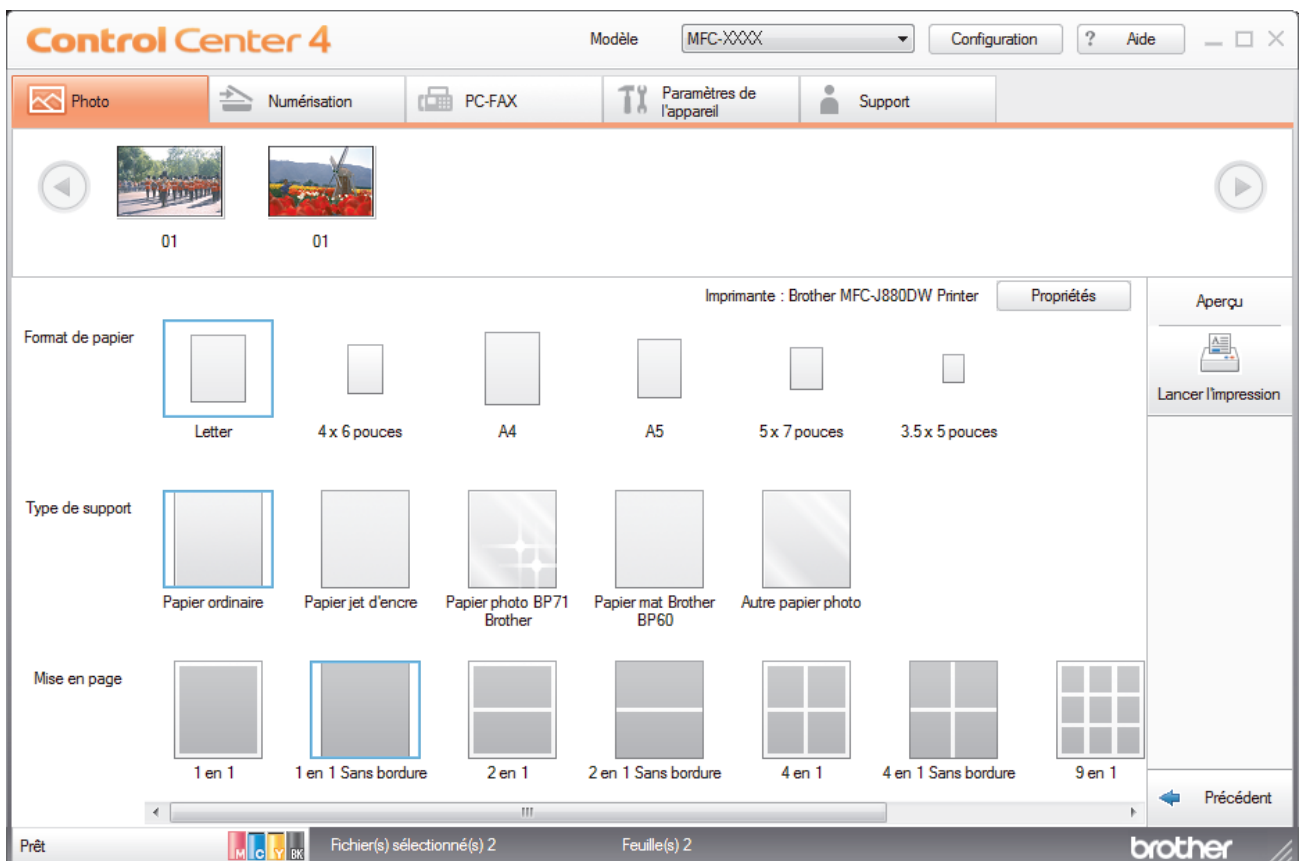 Control Center 4
Modèle
MFC-XXXX
Configuration
? Aide
Photo
Numérisation
PC-FAX
Paramètres de
l'appareil
Support
01
01
Imprimante : Brother MFC-J880DW Printer
Propriétés
Aperçu
Lancer l'impression
Format de papier
Letter
4 x 6 pouces
A4
A5
5 x 7 pouces
3.5 x 5 pouces
Type de support
Papier ordinaire
Papier jet d'encre
Papier photo BP71
Brother
Papier mat Brother
BP60
Autre papier photo
Mise en page
1 en 1
1 en 1 Sans bordure
2 en 1
2 en 1 Sans bordure
4 en 1
4 en 1 Sans bordure
9 en 1
Précédent
Prêt
M C Y BK
Fichier(s) sélectionné(s) 2
Feuille(s) 2
brother